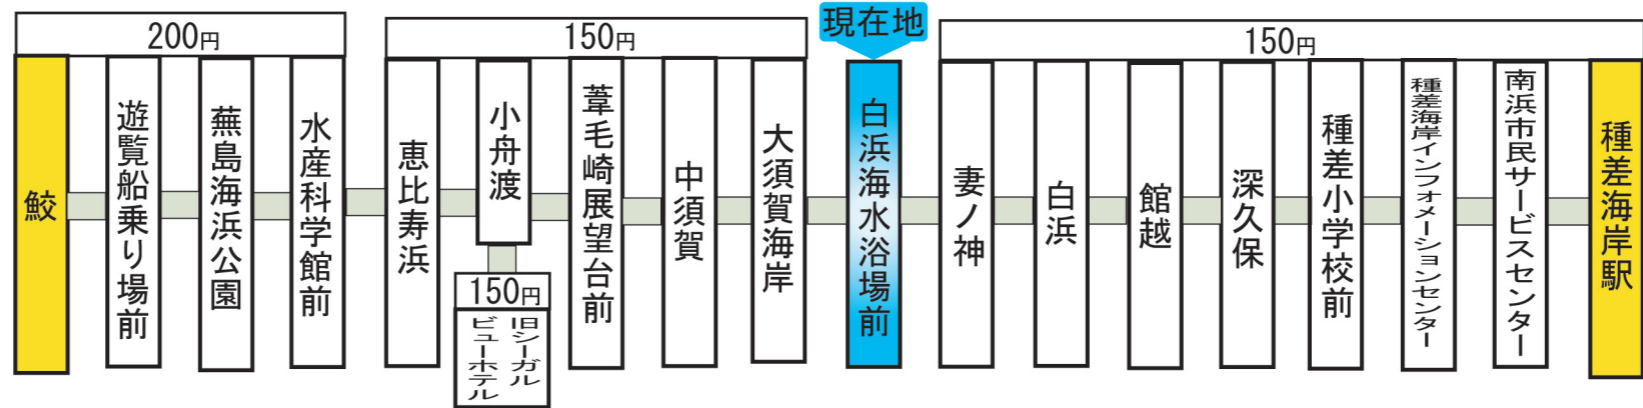 200円
150円
現在地
150円
鮫
遊覧船乗り場前
蕪島海浜公園
水産科学館前
恵比寿浜
小舟渡
150円
旧シーガル
ビューホテル
葦毛崎展望台前
中須賀
大須賀海岸
白浜海水浴場前
妻ノ神
白浜
館越
深久保
種差小学校前
種差海岸インフォメーションセンター
南浜市民サービスセンター
種差海岸駅